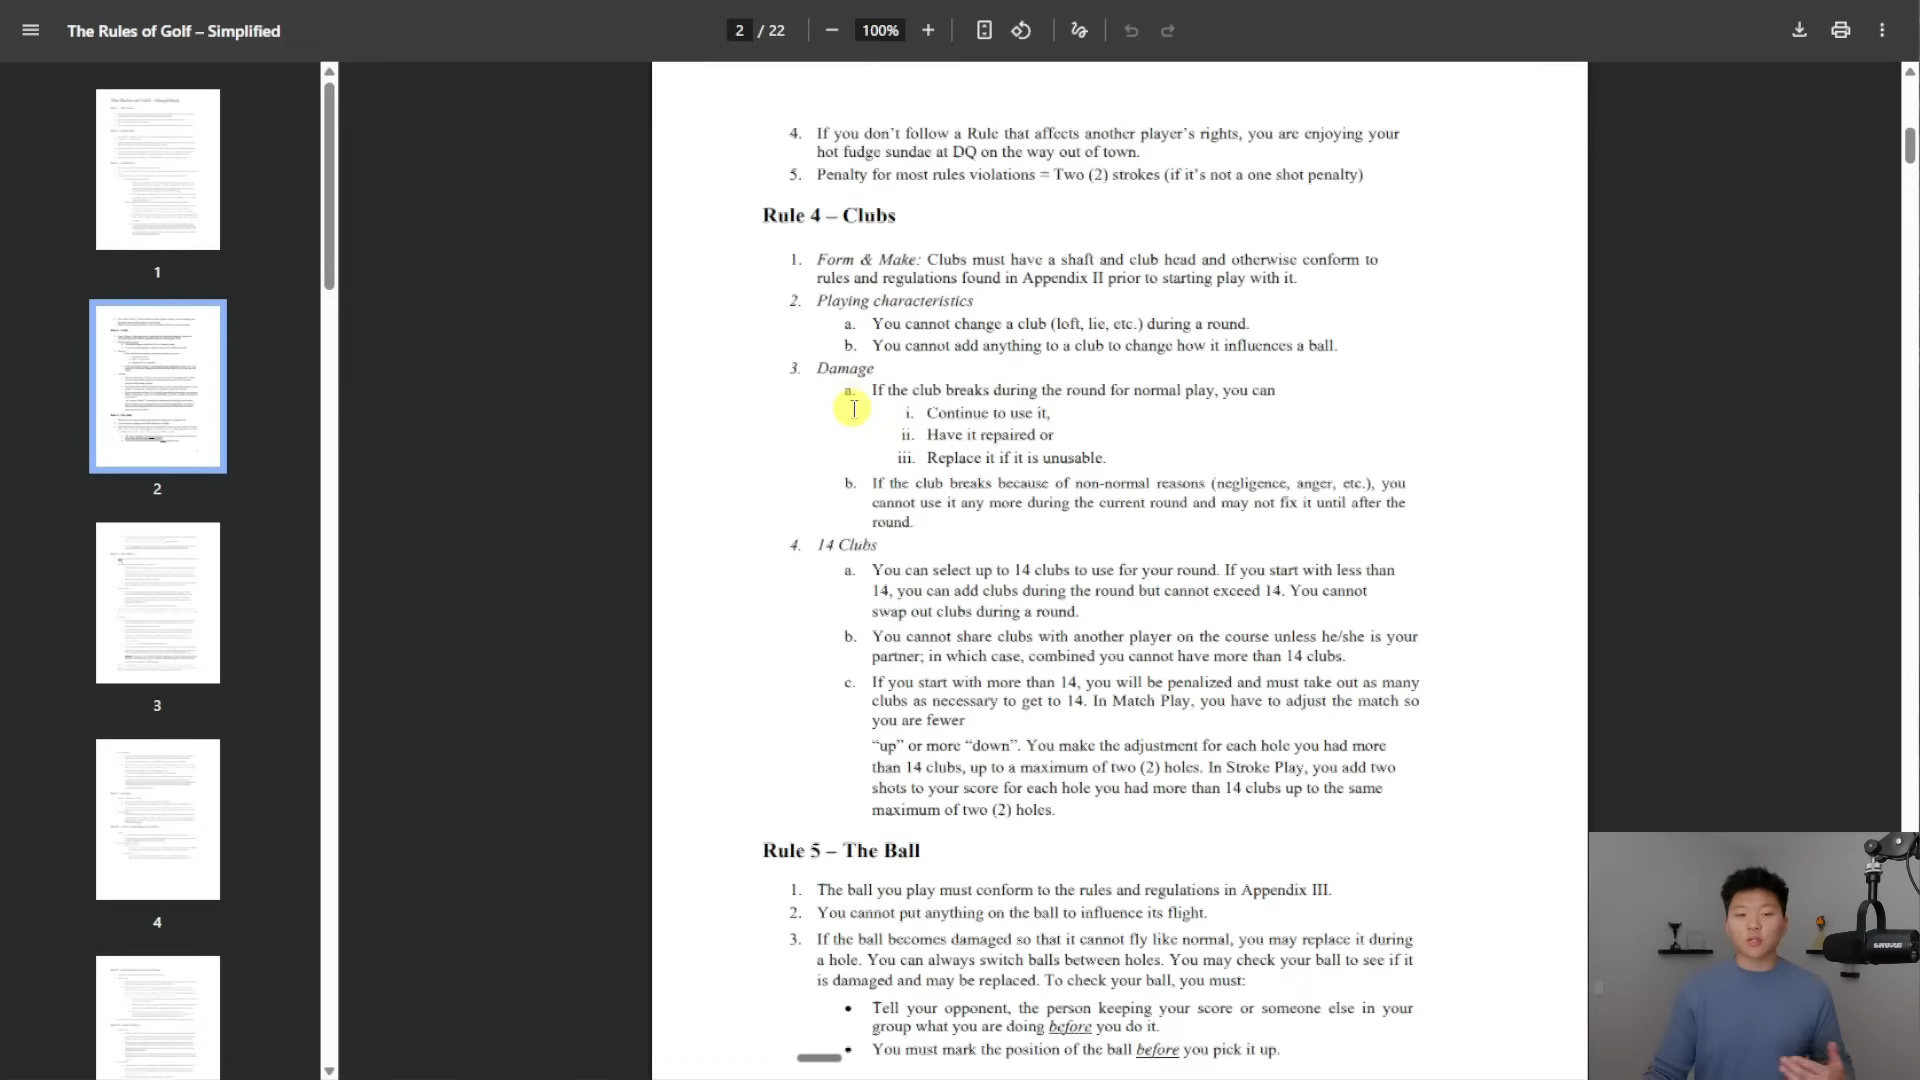 The Rules of Golf – Simplified
2 / 22
100%
1
2
3
4
4. If you don't follow a Rule that affects another player's rights, you are enjoying your
hot fudge sundae at DQ on the way out of town.
5. Penalty for most rules violations = Two (2) strokes (if it's not a one shot penalty)
Rule 4 – Clubs
1. Form & Make: Clubs must have a shaft and club head and otherwise conform to
rules and regulations found in Appendix II prior to starting play with it.
2. Playing characteristics
a. You cannot change a club (loft, lie, etc.) during a round.
b. You cannot add anything to a club to change how it influences a ball.
3. Damage
a. If the club breaks during the round for normal play, you can
i. Continue to use it,
ii. Have it repaired or
iii. Replace it if it is unusable.
b. If the club breaks because of non-normal reasons (negligence, anger, etc.), you
cannot use it any more during the current round and may not fix it until after the
round.
4. 14 Clubs
a. You can select up to 14 clubs to use for your round. If you start with less than
14, you can add clubs during the round but cannot exceed 14. You cannot
swap out clubs during a round.
b. You cannot share clubs with another player on the course unless he/she is your
partner; in which case, combined you cannot have more than 14 clubs.
c. If you start with more than 14, you will be penalized and must take out as many
clubs as necessary to get to 14. In Match Play, you have to adjust the match so
you are fewer
“up” or more “down”. You make the adjustment for each hole you had more
than 14 clubs, up to a maximum of two (2) holes. In Stroke Play, you add two
shots to your score for each hole you had more than 14 clubs up to the same
maximum of two (2) holes.
Rule 5 – The Ball
1. The ball you play must conform to the rules and regulations in Appendix III.
2. You cannot put anything on the ball to influence its flight.
3. If the ball becomes damaged so that it cannot fly like normal, you may replace it during
a hole. You can always switch balls between holes. You may check your ball to see if it
is damaged and may be replaced. To check your ball, you must:
• Tell your opponent, the person keeping your score or someone else in your
group what you are doing before you do it.
• You must mark the position of the ball before you pick it up.
SHURE